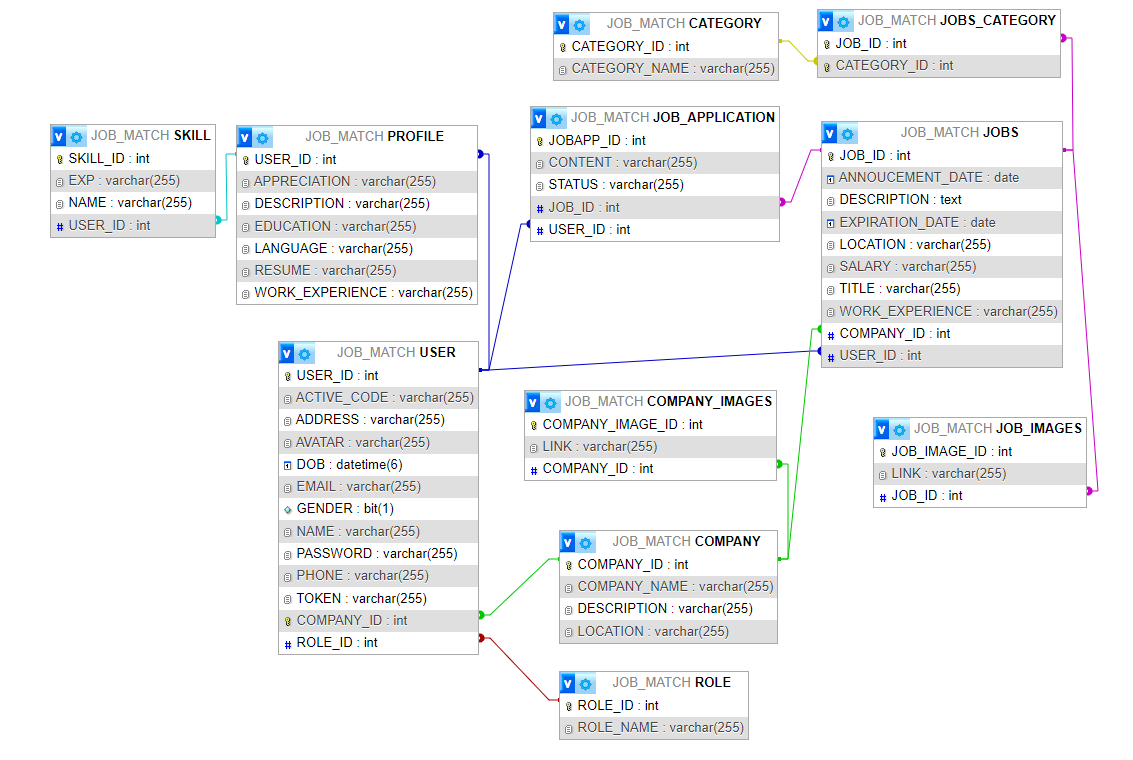 v JOB_MATCH CATEGORY
CATEGORY_ID : int
CATEGORY_NAME : varchar(255)
v JOB_MATCH JOBS_CATEGORY
JOB_ID : int
CATEGORY_ID : int
v JOB_MATCH SKILL
SKILL_ID : int
EXP : varchar(255)
NAME : varchar(255)
# USER_ID : int
v JOB_MATCH PROFILE
USER_ID : int
APPRECIATION : varchar(255)
DESCRIPTION : varchar(255)
EDUCATION : varchar(255)
LANGUAGE : varchar(255)
RESUME : varchar(255)
WORK_EXPERIENCE : varchar(255)
v JOB_MATCH JOB_APPLICATION
JOBAPP_ID : int
CONTENT : varchar(255)
STATUS : varchar(255)
# JOB_ID : int
# USER_ID : int
v JOB_MATCH JOBS
JOB_ID : int
ANNOUCEMENT_DATE : date
DESCRIPTION : text
EXPIRATION_DATE : date
LOCATION : varchar(255)
SALARY : varchar(255)
TITLE : varchar(255)
WORK_EXPERIENCE : varchar(255)
# COMPANY_ID : int
# USER_ID : int
v JOB_MATCH USER
USER_ID : int
ACTIVE_CODE : varchar(255)
ADDRESS : varchar(255)
AVATAR : varchar(255)
DOB : datetime(6)
EMAIL : varchar(255)
GENDER : bit(1)
NAME : varchar(255)
PASSWORD : varchar(255)
PHONE : varchar(255)
TOKEN : varchar(255)
COMPANY_ID : int
# ROLE_ID : int
v JOB_MATCH COMPANY_IMAGES
COMPANY_IMAGE_ID : int
LINK : varchar(255)
# COMPANY_ID : int
v JOB_MATCH JOB_IMAGES
JOB_IMAGE_ID : int
LINK : varchar(255)
# JOB_ID : int
v JOB_MATCH COMPANY
COMPANY_ID : int
COMPANY_NAME : varchar(255)
DESCRIPTION : varchar(255)
LOCATION : varchar(255)
v JOB_MATCH ROLE
ROLE_ID : int
ROLE_NAME : varchar(255)